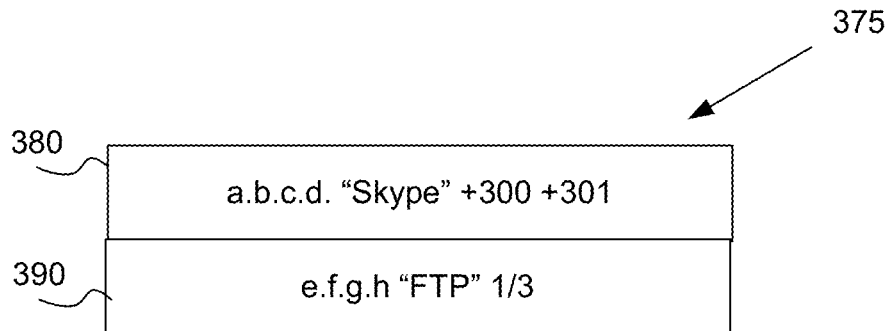 375
380
a.b.c.d. “Skype” +300 +301
390
e.f.g.h “FTP” 1/3